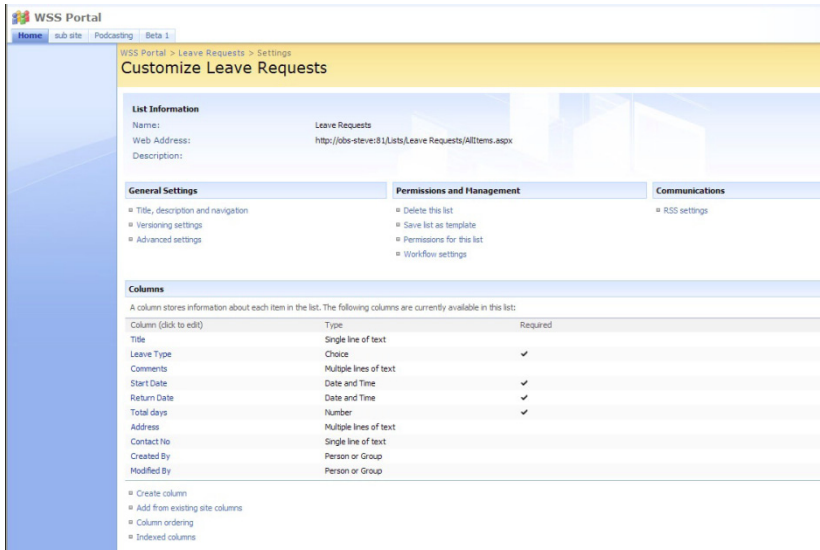 WSS Portal
Home sub site Podcasting Beta 1
WSS Portal > Leave Requests > Settings
Customize Leave Requests
List Information
Name: Leave Requests
Web Address: http://obs-steve:81/Lists/Leave Requests/AllItems.aspx
Description:
General Settings Permissions and Management Communications
Title, description and navigation Delete this list RSS settings
Versioning settings Save list as template
Advanced settings Permissions for this list
Workflow settings
Columns
A column stores information about each item in the list. The following columns are currently available in this list:
Column (click to edit) Type Required
Title Single line of text
Leave Type Choice ✔
Comments Multiple lines of text
Start Date Date and Time ✔
Return Date Date and Time ✔
Total days Number ✔
Address Multiple lines of text
Contact No Single line of text
Created By Person or Group
Modified By Person or Group
Create column
Add from existing site columns
Column ordering
Indexed columns